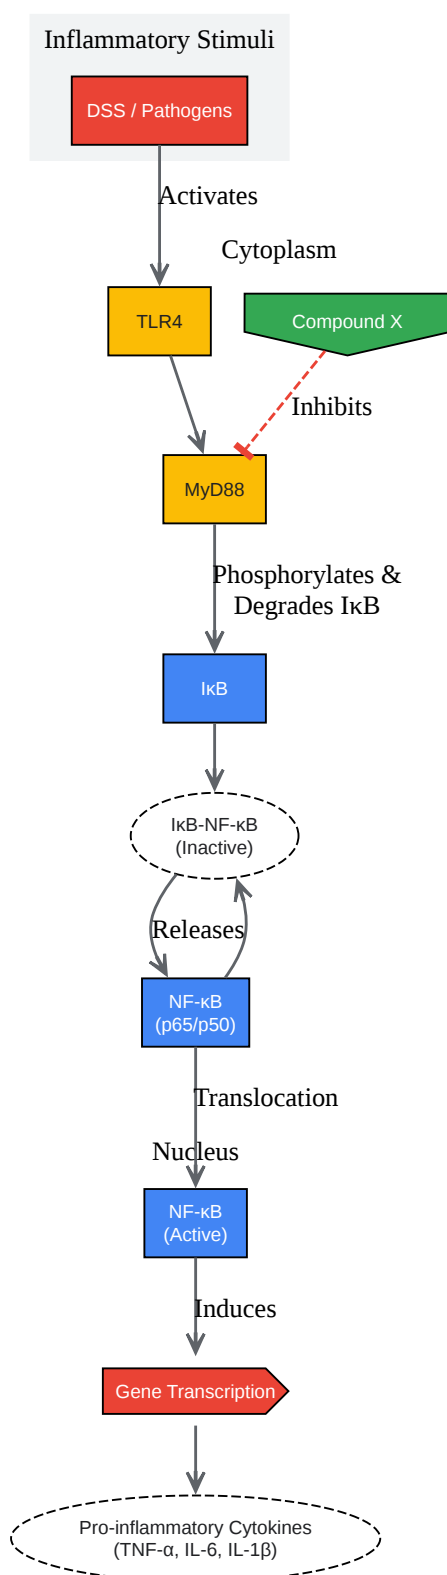 Inflammatory Stimuli
DSS / Pathogens
Activates
Cytoplasm
TLR4
Compound X
Inhibits
MyD88
Phosphorylates &
Degrades IκB
IκB
IκB-NF-κB
(Inactive)
Releases
NF-κB
(p65/p50)
Translocation
Nucleus
NF-κB
(Active)
Induces
Gene Transcription
Pro-inflammatory Cytokines
(TNF-α, IL-6, IL-1β)